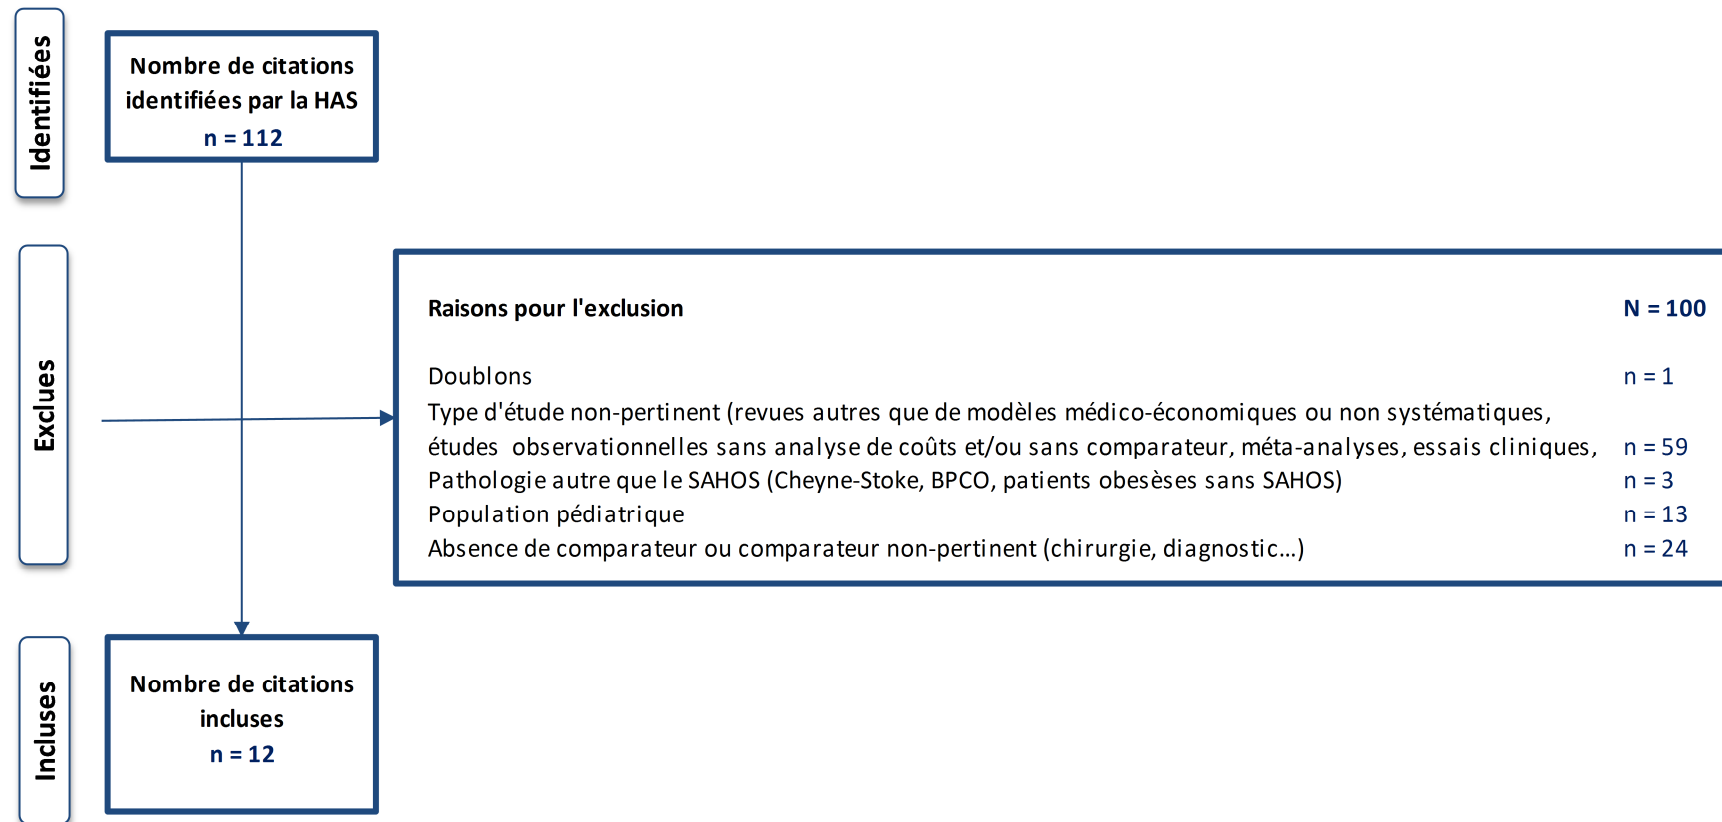 Identifiées
Nombre de citations
identifiées par la HAS
n = 112
Exclues
Raisons pour l'exclusion N = 100
Doublons n = 1
Type d'étude non-pertinent (revues autres que de modèles médico-économiques ou non systématiques,
études observationnelles sans analyse de coûts et/ou sans comparateur, méta-analyses, essais cliniques, n = 59
Pathologie autre que le SAHOS (Cheyne-Stoke, BPCO, patients obesèses sans SAHOS) n = 3
Population pédiatrique n = 13
Absence de comparateur ou comparateur non-pertinent (chirurgie, diagnostic...) n = 24
Incluses
Nombre de citations
incluses
n = 12